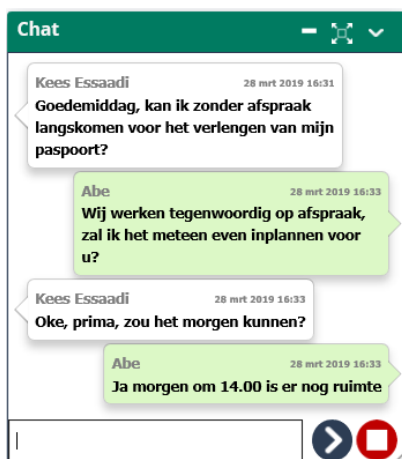 Chat
Kees Essaadi 28 mrt 2019 16:31
Goedemiddag, kan ik zonder afspraak
langskomen voor het verlengen van mijn
paspoort?
Abe 28 mrt 2019 16:33
Wij werken tegenwoordig op afspraak,
zal ik het meteen even inplannen voor
u?
Kees Essaadi 28 mrt 2019 16:33
Oke, prima, zou het morgen kunnen?
Abe 28 mrt 2019 16:33
Ja morgen om 14.00 is er nog ruimte